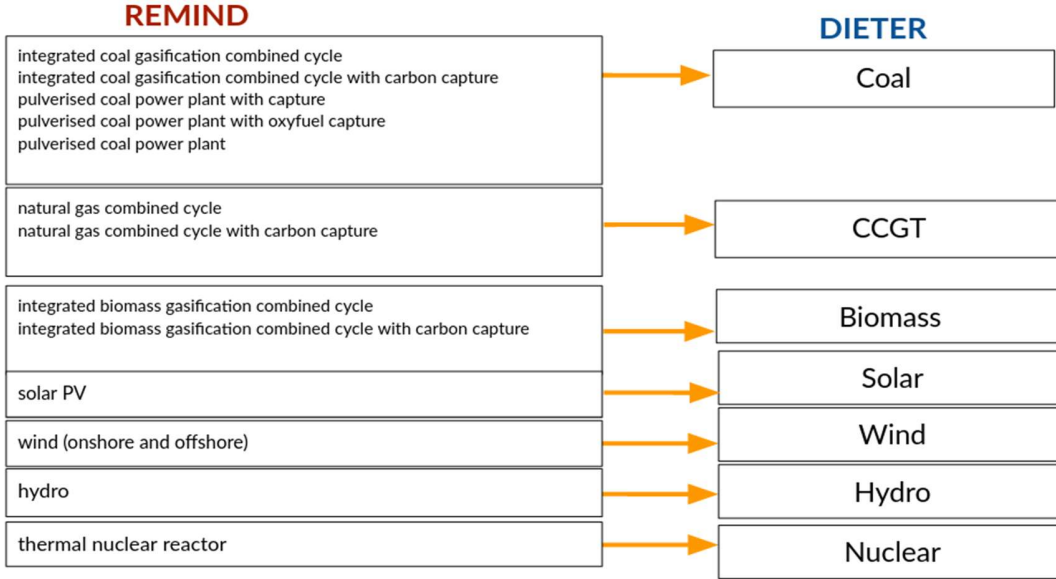 REMIND
DIETER
integrated coal gasification combined cycle
integrated coal gasification combined cycle with carbon capture
pulverised coal power plant with capture
pulverised coal power plant with oxyfuel capture
pulverised coal power plant
Coal
natural gas combined cycle
natural gas combined cycle with carbon capture
CCGT
integrated biomass gasification combined cycle
integrated biomass gasification combined cycle with carbon capture
Biomass
solar PV
Solar
wind (onshore and offshore)
Wind
hydro
Hydro
thermal nuclear reactor
Nuclear